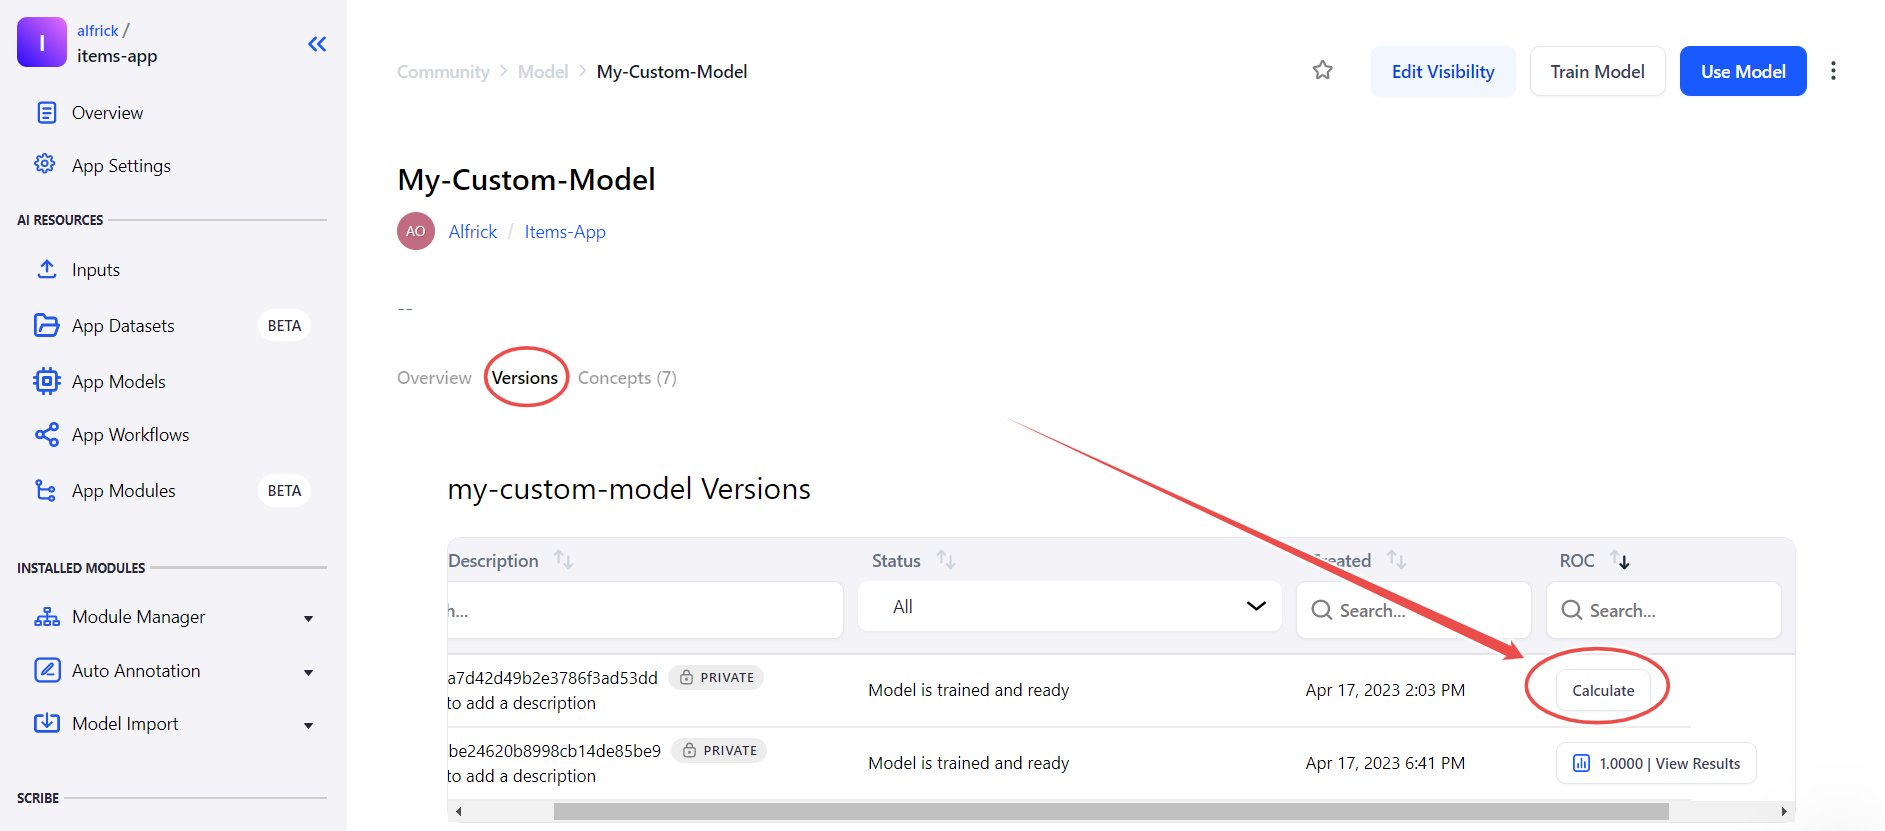 I
alfrick /
items-app
Overview
App Settings
AI RESOURCES
Inputs
App Datasets BETA
App Models
App Workflows
App Modules BETA
INSTALLED MODULES
Module Manager
Auto Annotation
Model Import
SCRIBE
Community > Model > My-Custom-Model
Edit Visibility Train Model Use Model
My-Custom-Model
AO Alfrick / Items-App
--
Overview Versions Concepts (7)
my-custom-model Versions
Description Status Created ROC
h... All Search... Search...
a7d42d49b2e3786f3ad53dd PRIVATE
to add a description
Model is trained and ready Apr 17, 2023 2:03 PM Calculate
be24620b8998cb14de85be9 PRIVATE
to add a description
Model is trained and ready Apr 17, 2023 6:41 PM 1.0000 | View Results